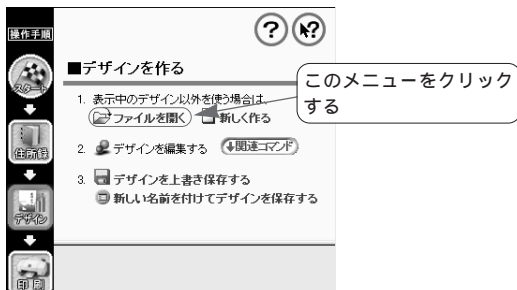 操作手順
スタート
住所録
デザイン
印刷
?
?
■デザインを作る
1. 表示中のデザイン以外を使う場合は、
ファイルを開く 新しく作る
2. デザインを編集する (↓関連コマンド)
3. デザインを上書き保存する
新しい名前を付けてデザインを保存する
このメニューをクリック
する